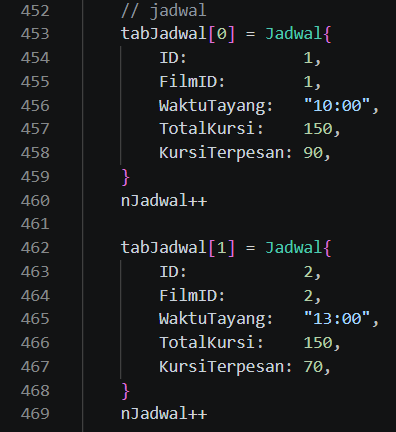 452 // jadwal
453 tabJadwal[0] = Jadwal{
454     ID:            1,
455     FilmID:        1,
456     WaktuTayang:   "10:00",
457     TotalKursi:    150,
458     KursiTerpesan: 90,
459 }
460 nJadwal++
461
462 tabJadwal[1] = Jadwal{
463     ID:            2,
464     FilmID:        2,
465     WaktuTayang:   "13:00",
466     TotalKursi:    150,
467     KursiTerpesan: 70,
468 }
469 nJadwal++